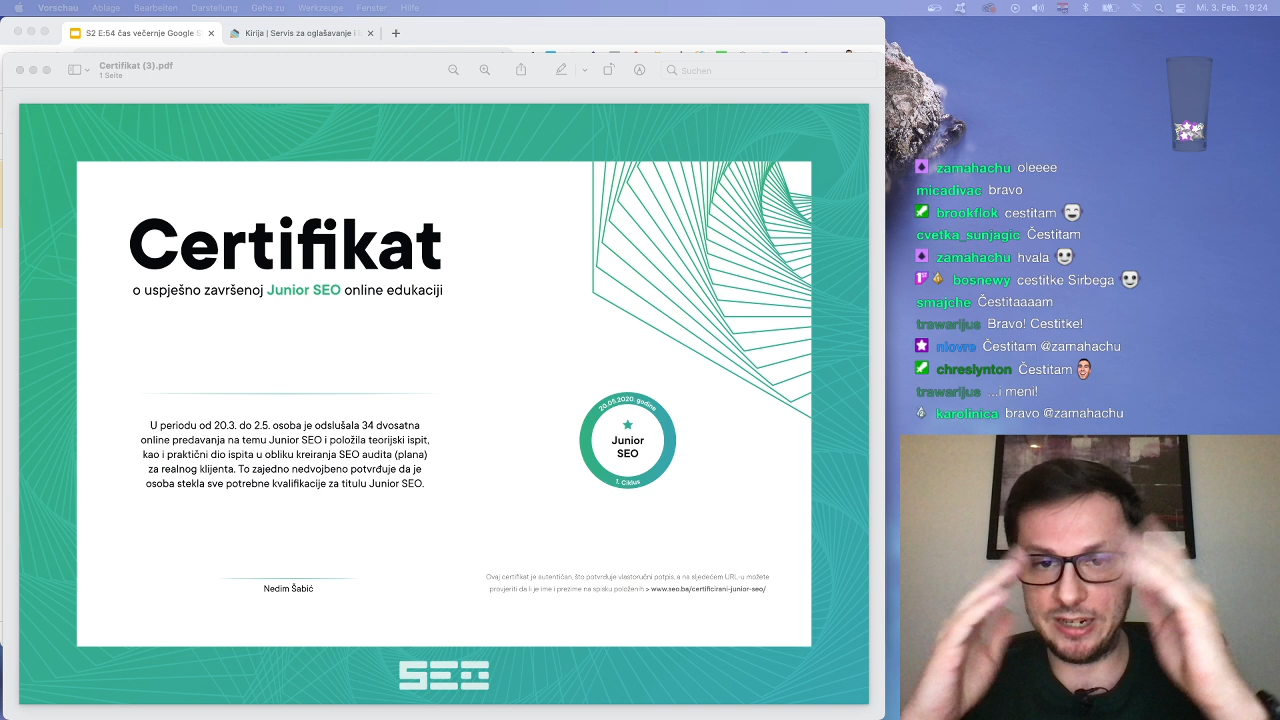 Vorschau Ablage Bearbeiten Darstellung Gehe zu Werkzeuge Fenster Hilfe
Mi. 3. Feb. 19:24
S2 E:54 čas večernje Google S
Kirija | Servis za oglašavanje i
Certifikat (3).pdf
1 Seite
Suchen
Certifikat
o uspješno završenoj Junior SEO online edukaciji
U periodu od 20.3. do 2.5. osoba je odslušala 34 dvosatna
online predavanja na temu Junior SEO i položila teorijski ispit,
kao i praktični dio ispita u obliku kreiranja SEO audita (plana)
za realnog klijenta. To zajedno nedvojbeno potvrđuje da je
osoba stekla sve potrebne kvalifikacije za titulu Junior SEO.
20.05.2020. godine
Junior
SEO
1. Ciklus
Nedim Šabić
Ovaj certifikat je autentičan, što potvrđuje vlastoručni potpis, a na sljedećem URL-u možete
provjeriti da li je ime i prezime na spisku položenih > www.seo.ba/certificirani-junior-seo/
SEO
zamahachu oleeee
micadivac bravo
brookflok cestitam
cvetka_sunjagic Čestitam
zamahachu hvala
bosnewy cestitke Sirbega
smajche Čestitaaaam
trawarijus Bravo! Cestitke!
nlovre Čestitam @zamahachu
chreslynton Čestitam
trawarijus ...i meni!
karolinica bravo @zamahachu